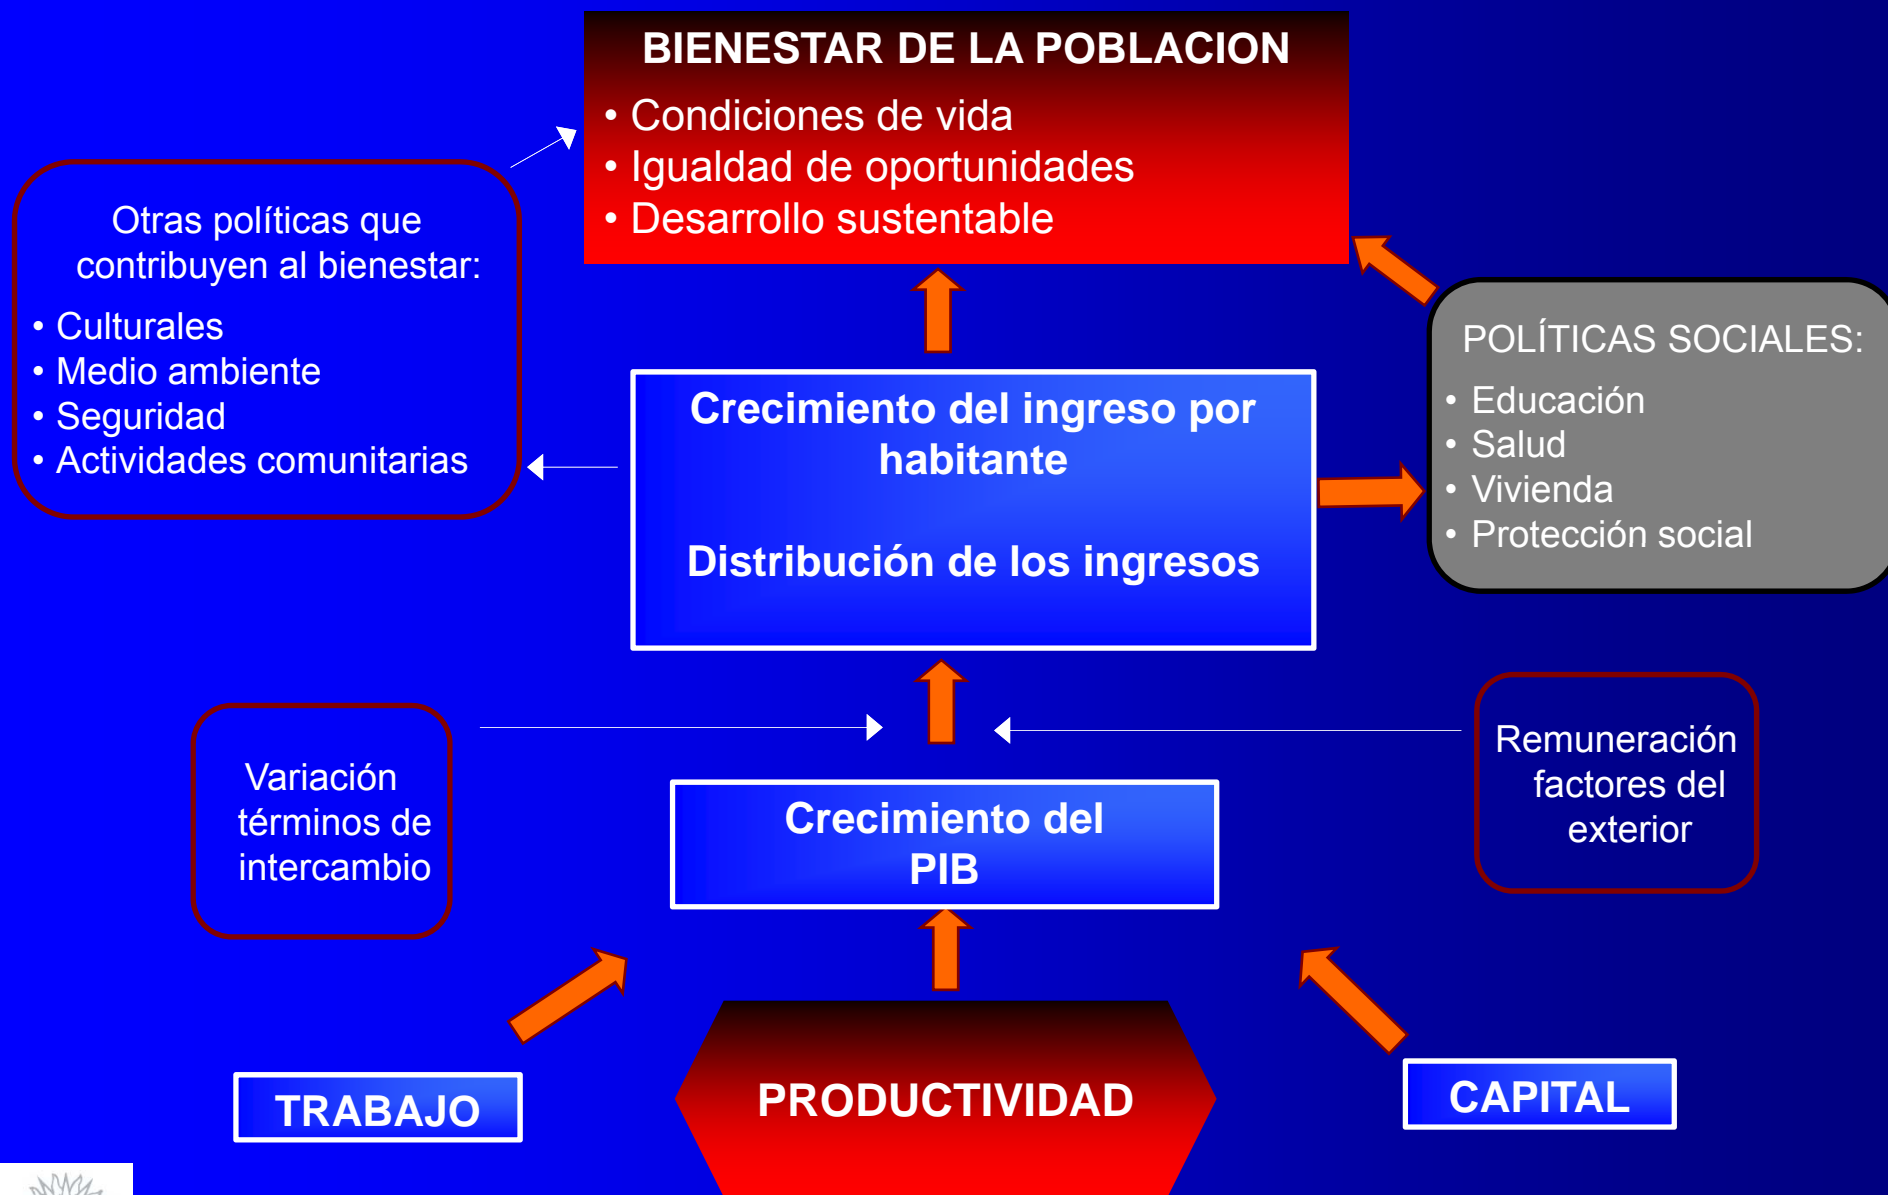 BIENESTAR DE LA POBLACION
• Condiciones de vida
• Igualdad de oportunidades
• Desarrollo sustentable
Otras políticas que
contribuyen al bienestar:
• Culturales
• Medio ambiente
• Seguridad
• Actividades comunitarias
Crecimiento del ingreso por
habitante
Distribución de los ingresos
POLÍTICAS SOCIALES:
• Educación
• Salud
• Vivienda
• Protección social
Variación
términos de
intercambio
Crecimiento del
PIB
Remuneración
factores del
exterior
TRABAJO
PRODUCTIVIDAD
CAPITAL